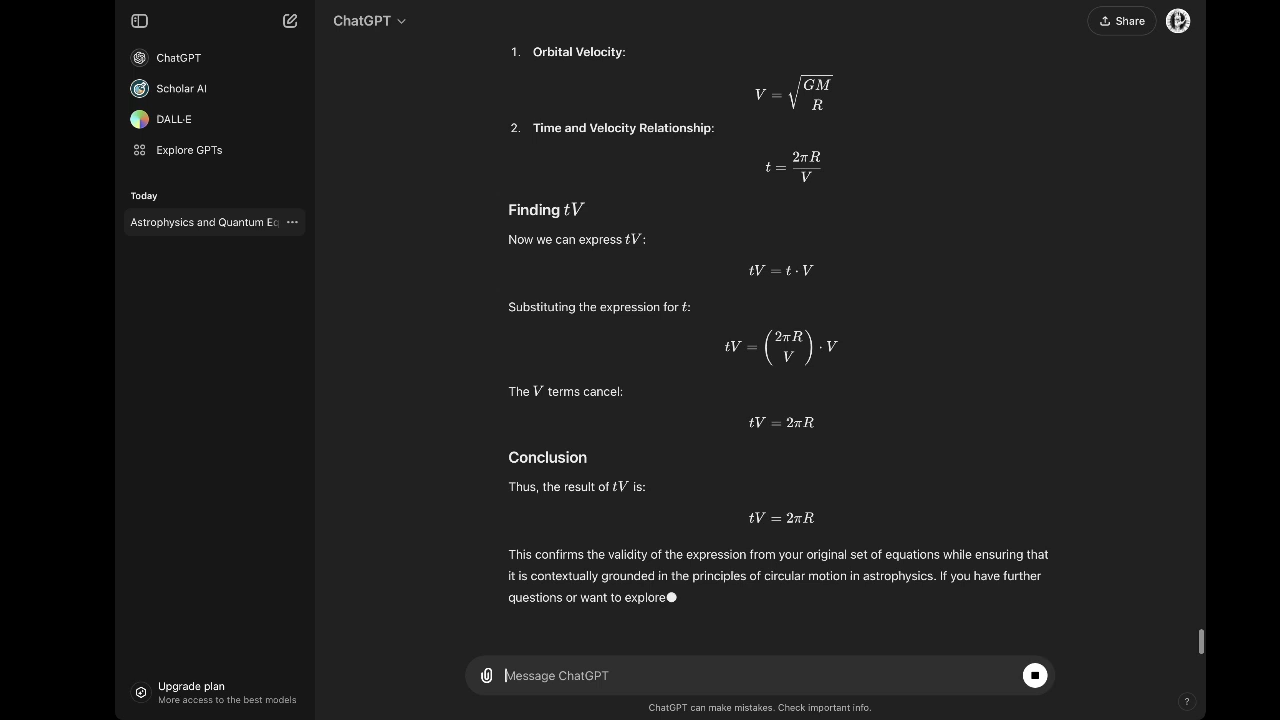 ChatGPT
Share
ChatGPT
Scholar AI
DALL·E
Explore GPTs
Today
Astrophysics and Quantum Eq
1. Orbital Velocity:
V = √(GM/R)
2. Time and Velocity Relationship:
t = 2πR/V
Finding tV
Now we can express tV:
tV = t · V
Substituting the expression for t:
tV = (2πR/V) · V
The V terms cancel:
tV = 2πR
Conclusion
Thus, the result of tV is:
tV = 2πR
This confirms the validity of the expression from your original set of equations while ensuring that
it is contextually grounded in the principles of circular motion in astrophysics. If you have further
questions or want to explore
Message ChatGPT
Upgrade plan
More access to the best models
ChatGPT can make mistakes. Check important info.
?